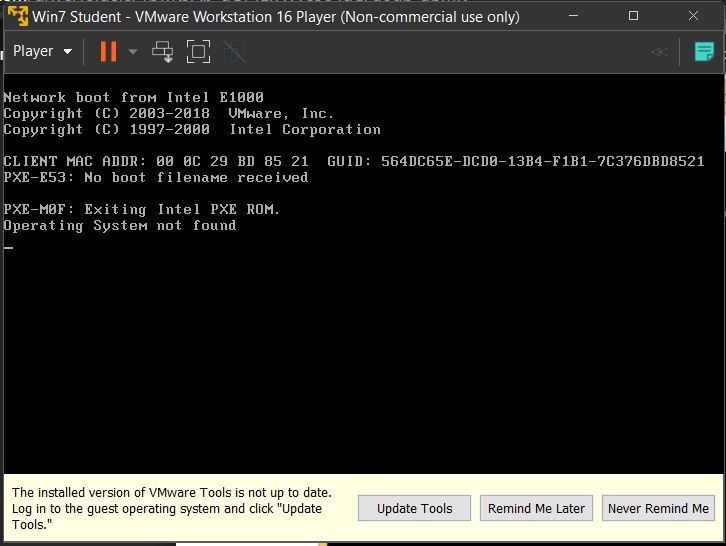 Win7 Student - VMware Workstation 16 Player (Non-commercial use only)
Player
Network boot from Intel E1000
Copyright (C) 2003-2018  VMware, Inc.
Copyright (C) 1997-2000  Intel Corporation
CLIENT MAC ADDR: 00 0C 29 BD 85 21  GUID: 564DC65E-DCD0-13B4-F1B1-7C376DBD8521
PXE-E53: No boot filename received
PXE-M0F: Exiting Intel PXE ROM.
Operating System not found
The installed version of VMware Tools is not up to date.
Log in to the guest operating system and click "Update
Tools."
Update Tools
Remind Me Later
Never Remind Me